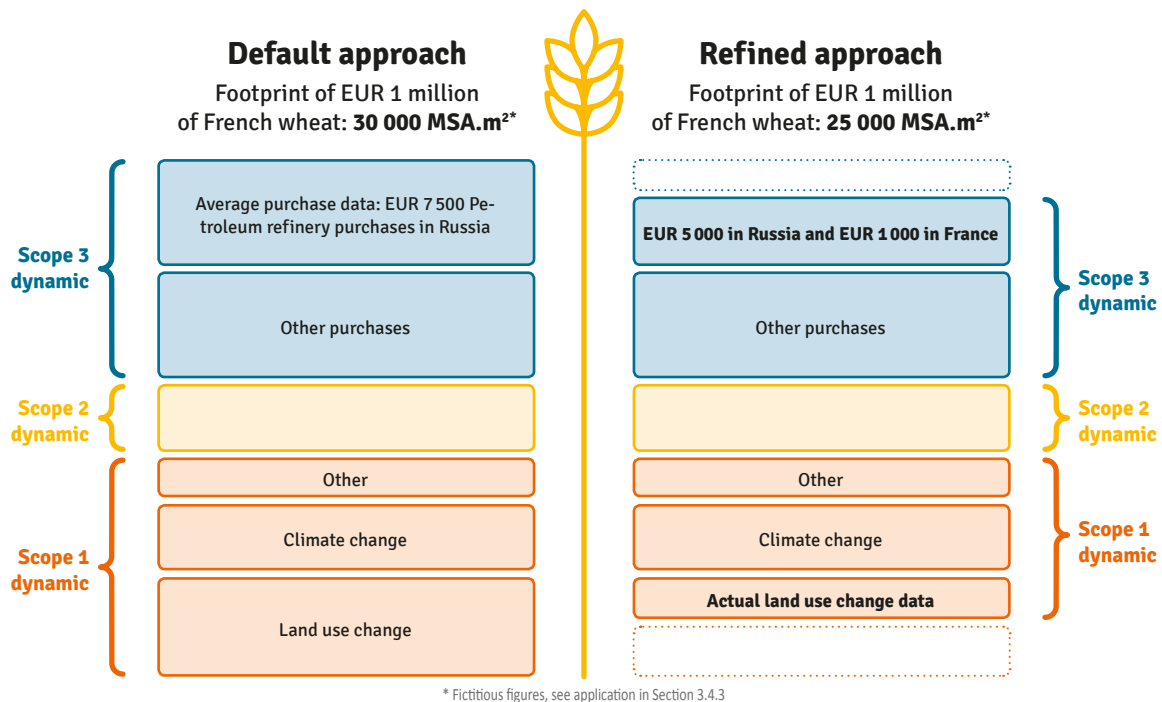 Default approach
Footprint of EUR 1 million
of French wheat: 30 000 MSA.m²*
Scope 3
dynamic
Average purchase data: EUR 7 500 Pe-
troleum refinery purchases in Russia
Other purchases
Scope 2
dynamic
Scope 1
dynamic
Other
Climate change
Land use change
Refined approach
Footprint of EUR 1 million
of French wheat: 25 000 MSA.m²*
EUR 5 000 in Russia and EUR 1 000 in France
Other purchases
Scope 3
dynamic
Scope 2
dynamic
Other
Climate change
Actual land use change data
Scope 1
dynamic
* Fictitious figures, see application in Section 3.4.3